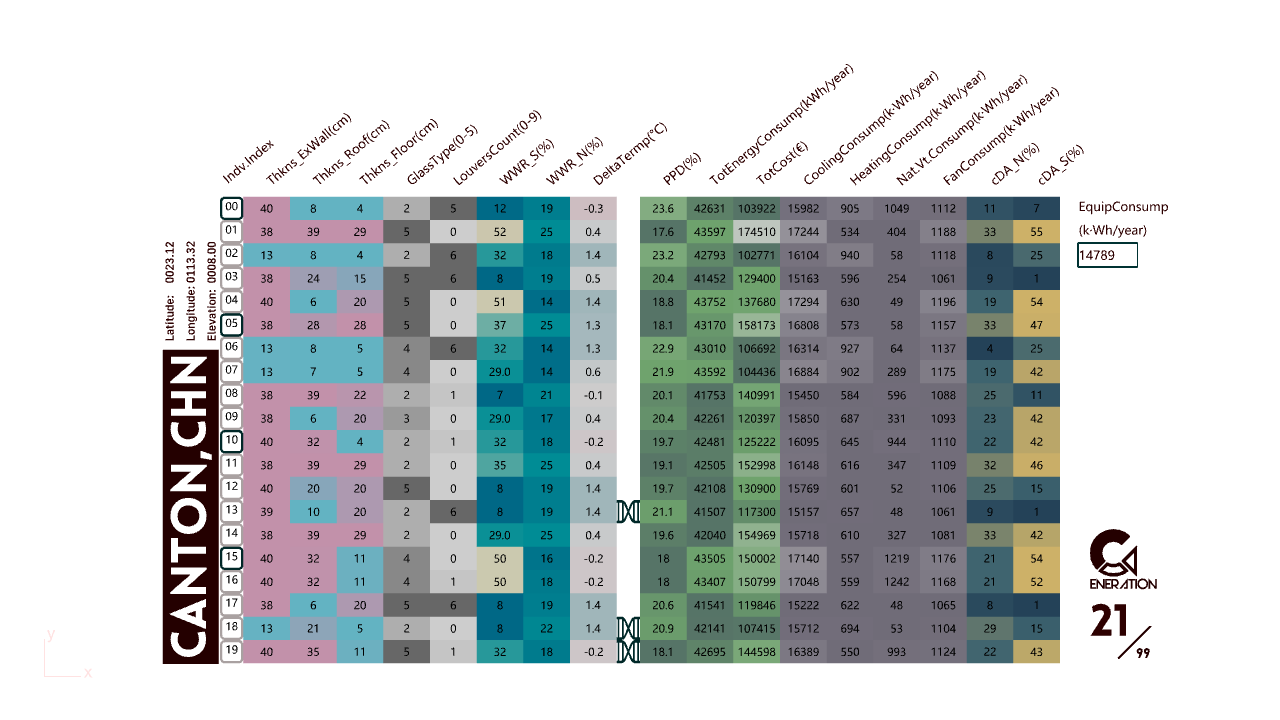 Indv.Index Thkns_ExWall(cm) Thkns_Roof(cm) Thkns_Floor(cm) GlassType(0-5) LouversCount(0-9) WWR_S(%) WWR_N(%) DeltaTermp(°C) PPD(%) TotEnergyConsump(kWh/year) TotCost(€) CoolingConsump(k·Wh/year) HeatingConsump(k·Wh/year) Nat.Vt.Consump(k·Wh/year) FanConsump(k·Wh/year) cDA_N(%) cDA_S(%)
00 40 8 4 2 5 12 19 -0.3 23.6 42631 103922 15982 905 1049 1112 11 7
01 38 39 29 5 0 52 25 0.4 17.6 43597 174510 17244 534 404 1188 33 55
02 13 8 4 2 6 32 18 1.4 23.2 42793 102771 16104 940 58 1118 8 25
03 38 24 15 5 6 8 19 0.5 20.4 41452 129400 15163 596 254 1061 9 1
04 40 6 20 5 0 51 14 1.4 18.8 43752 137680 17294 630 49 1196 19 54
05 38 28 28 5 0 37 25 1.3 18.1 43170 158173 16808 573 58 1157 33 47
06 13 8 5 4 6 32 14 1.3 22.9 43010 106692 16314 927 64 1137 4 25
07 13 7 5 4 0 29.0 14 0.6 21.9 43592 104436 16884 902 289 1175 19 42
08 38 39 22 2 1 7 21 -0.1 20.1 41753 140991 15450 584 596 1088 25 11
09 38 6 20 3 0 29.0 17 0.4 20.4 42261 120397 15850 687 331 1093 23 42
10 40 32 4 2 1 32 18 -0.2 19.7 42481 125222 16095 645 944 1110 22 42
11 38 39 29 2 0 35 25 0.4 19.1 42505 152998 16148 616 347 1109 32 46
12 40 20 20 5 0 8 19 1.4 19.7 42108 130900 15769 601 52 1106 25 15
13 39 10 20 2 6 8 19 1.4 21.1 41507 117300 15157 657 48 1061 9 1
14 38 39 29 2 0 29.0 25 0.4 19.6 42040 154969 15718 610 327 1081 33 42
15 40 32 11 4 0 50 16 -0.2 18 43505 150002 17140 557 1219 1176 21 54
16 40 32 11 4 1 50 18 -0.2 18 43407 150799 17048 559 1242 1168 21 52
17 38 6 20 5 6 8 19 1.4 20.6 41541 119846 15222 622 48 1065 8 1
18 13 21 5 2 0 8 22 1.4 20.9 42141 107415 15712 694 53 1104 29 15
19 40 35 11 5 1 32 18 -0.2 18.1 42695 144598 16389 550 993 1124 22 43
Latitude: 0023.12
Longitude: 0113.32
Elevation: 0008.00
CANTON,CHN
EquipConsump
(k·Wh/year)
14789
ENERATION
21
99
y
x